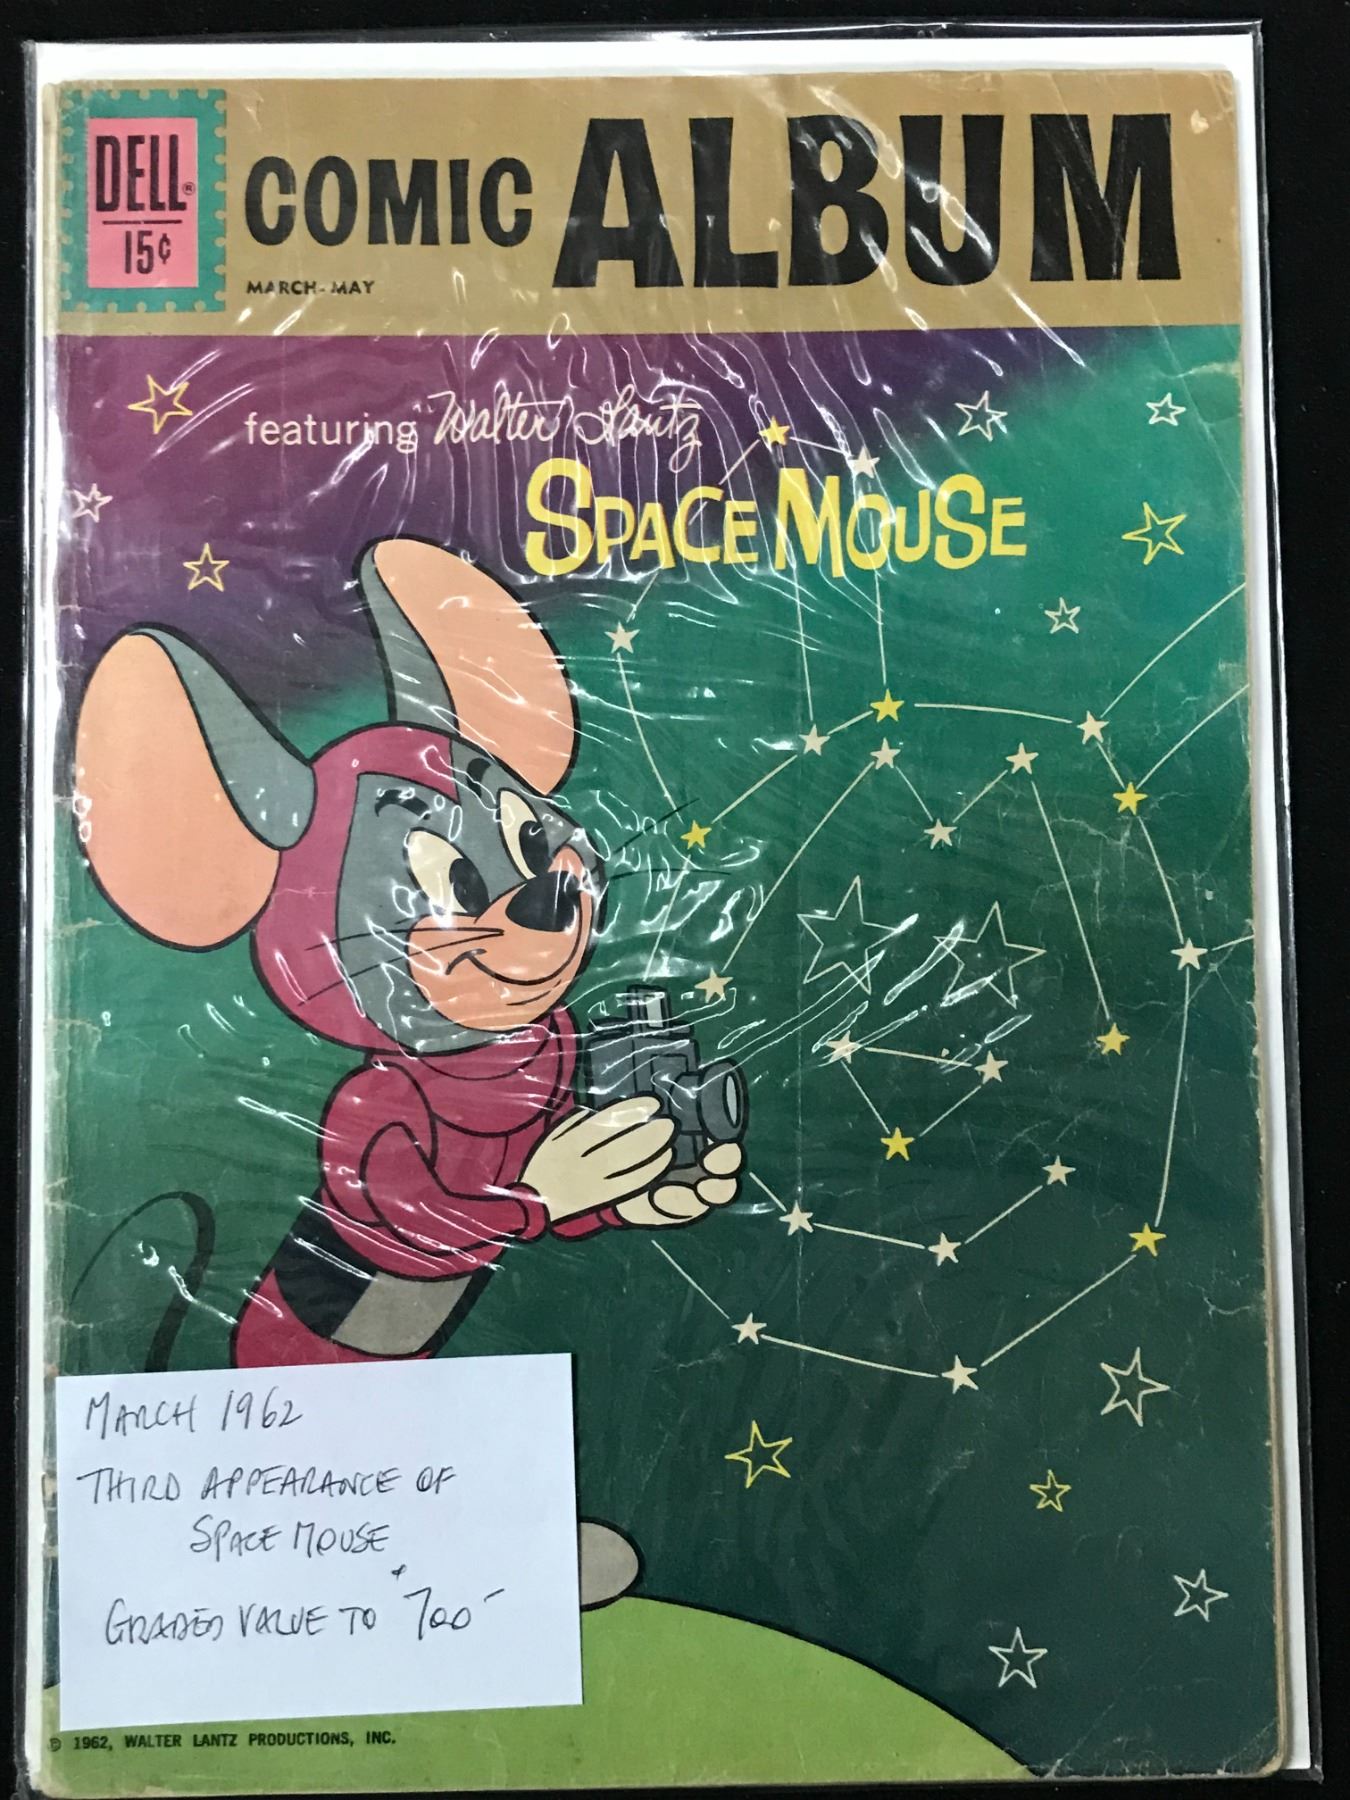 DELL®
15¢
COMIC ALBUM
MARCH-MAY
featuring Walter Lantz
SPACE MOUSE
MARCH 1962
THIRD APPEARANCE OF
SPACE MOUSE
GRADED VALUE TO $700-
© 1962, WALTER LANTZ PRODUCTIONS, INC.